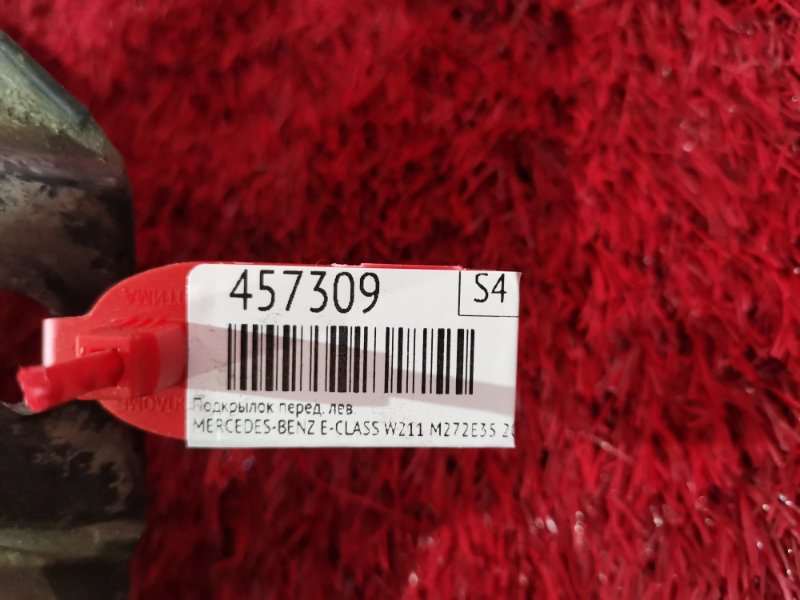 457309
S4
Подкрылок перед. лев
MERCEDES-BENZ E-CLASS W211 M272E35